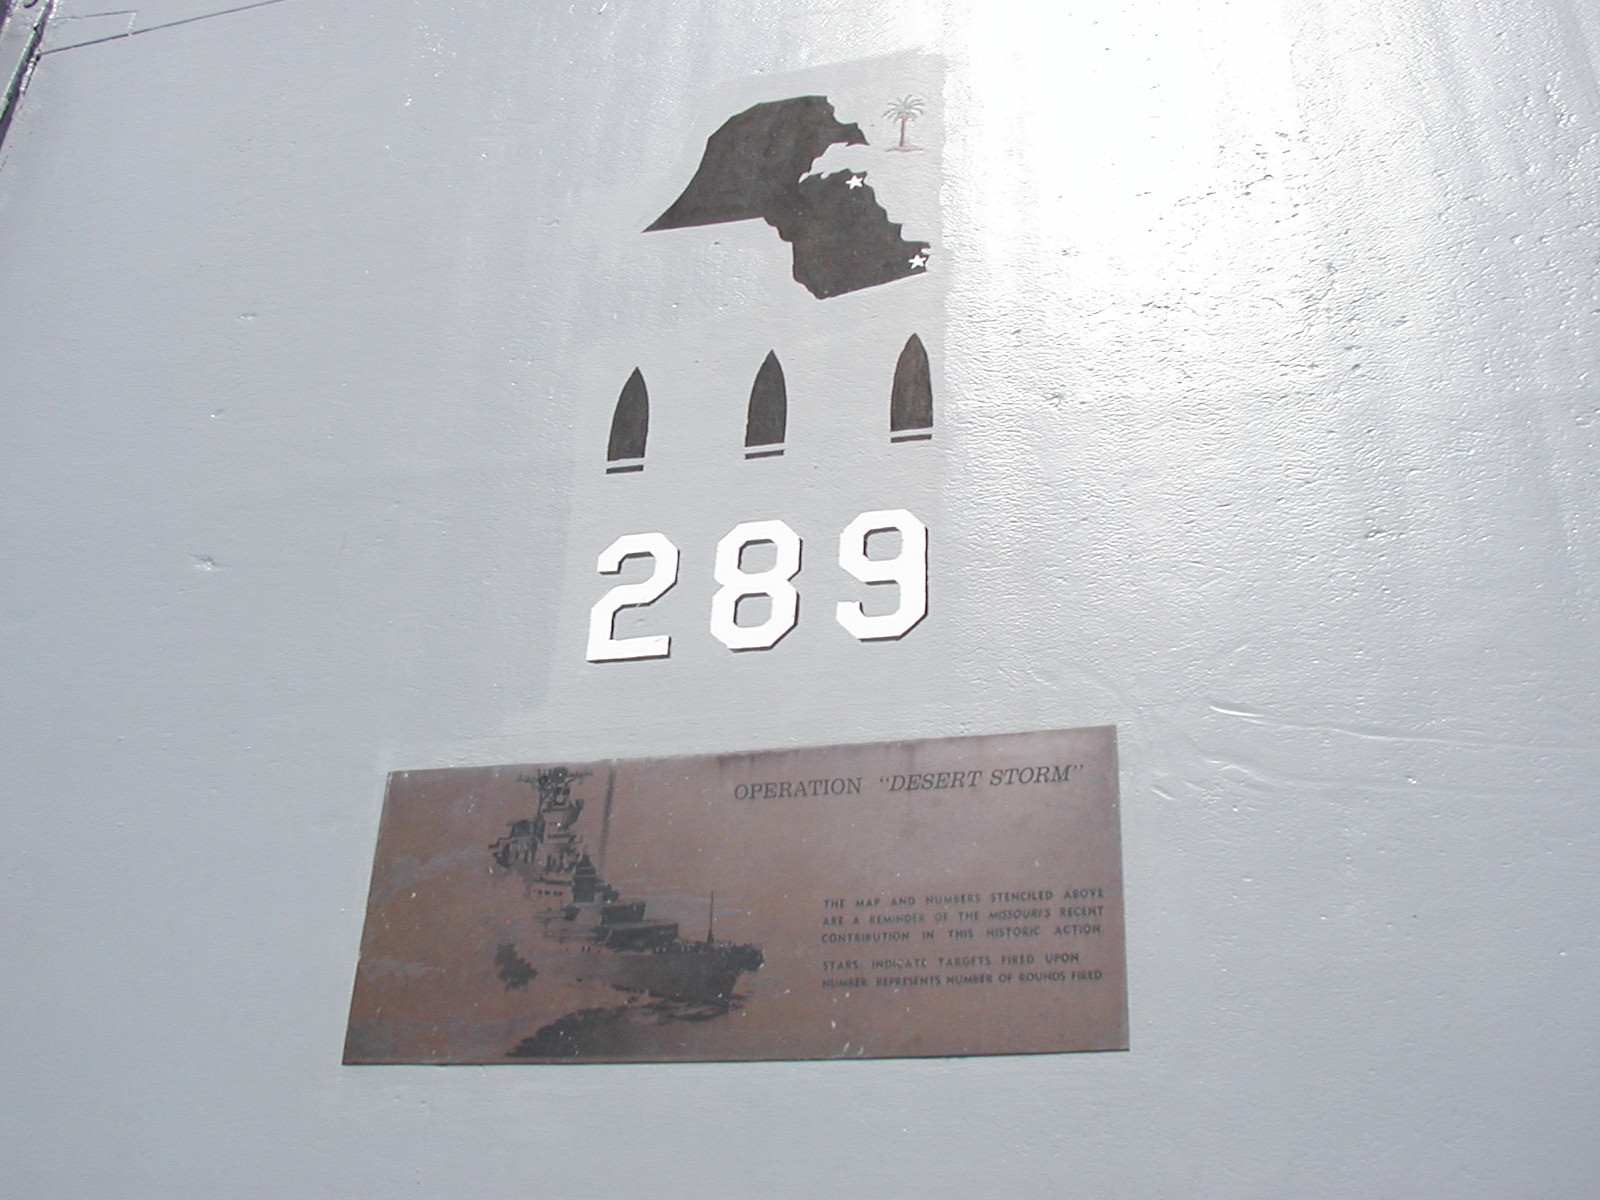 289
OPERATION "DESERT STORM"
THE MAP AND NUMBERS STENCILED ABOVE
ARE A REMINDER OF THE MISSOURI'S RECENT
CONTRIBUTION IN THIS HISTORIC ACTION.
STARS INDICATE TARGETS FIRED UPON
NUMBER REPRESENTS NUMBER OF ROUNDS FIRED